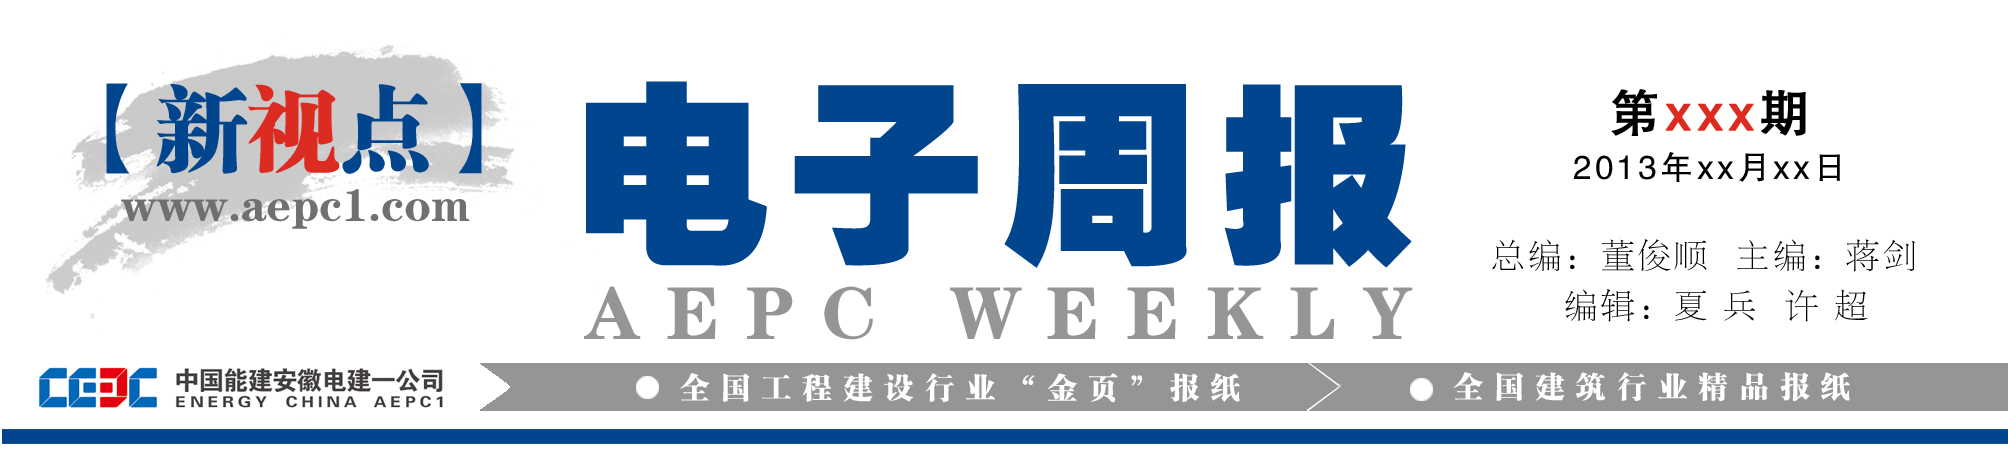 【新视点】
www.aepc1.com
电子周报
AEPC WEEKLY
第xxx期
2013年xx月xx日
总编：董俊顺 主编：蒋剑
编辑：夏 兵 许 超
CEEC 中国能建安徽电建一公司
ENERGY CHINA AEPC1
● 全国工程建设行业“金页”报纸
● 全国建筑行业精品报纸